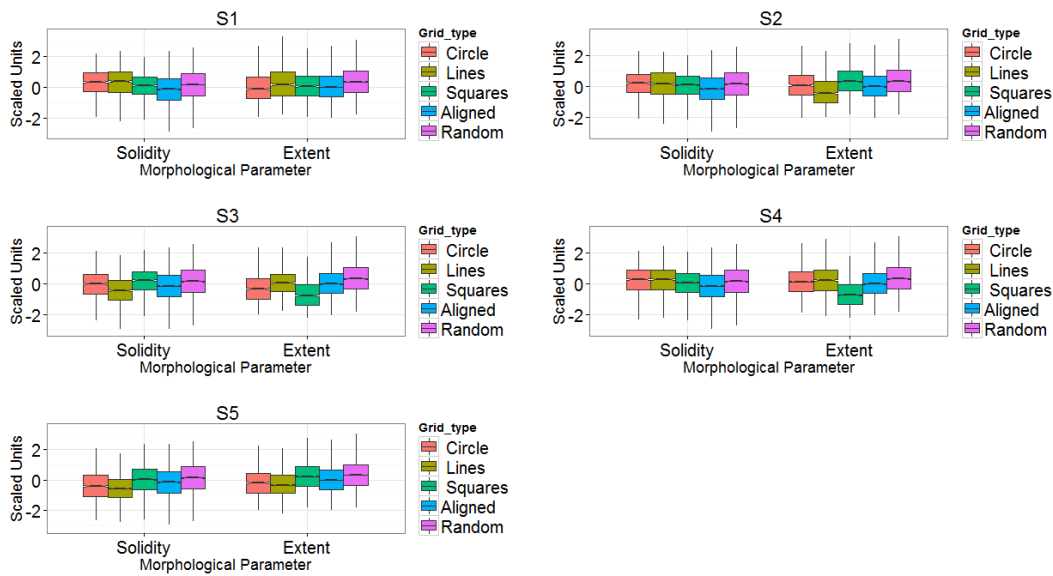 S1
Scaled Units
2
0
-2
Solidity
Extent
Morphological Parameter
Grid_type
Circle
Lines
Squares
Aligned
Random
S2
Scaled Units
2
0
-2
Solidity
Extent
Morphological Parameter
Grid_type
Circle
Lines
Squares
Aligned
Random
S3
Scaled Units
2
0
-2
Solidity
Extent
Morphological Parameter
Grid_type
Circle
Lines
Squares
Aligned
Random
S4
Scaled Units
2
0
-2
Solidity
Extent
Morphological Parameter
Grid_type
Circle
Lines
Squares
Aligned
Random
S5
Scaled Units
2
0
-2
Solidity
Extent
Morphological Parameter
Grid_type
Circle
Lines
Squares
Aligned
Random